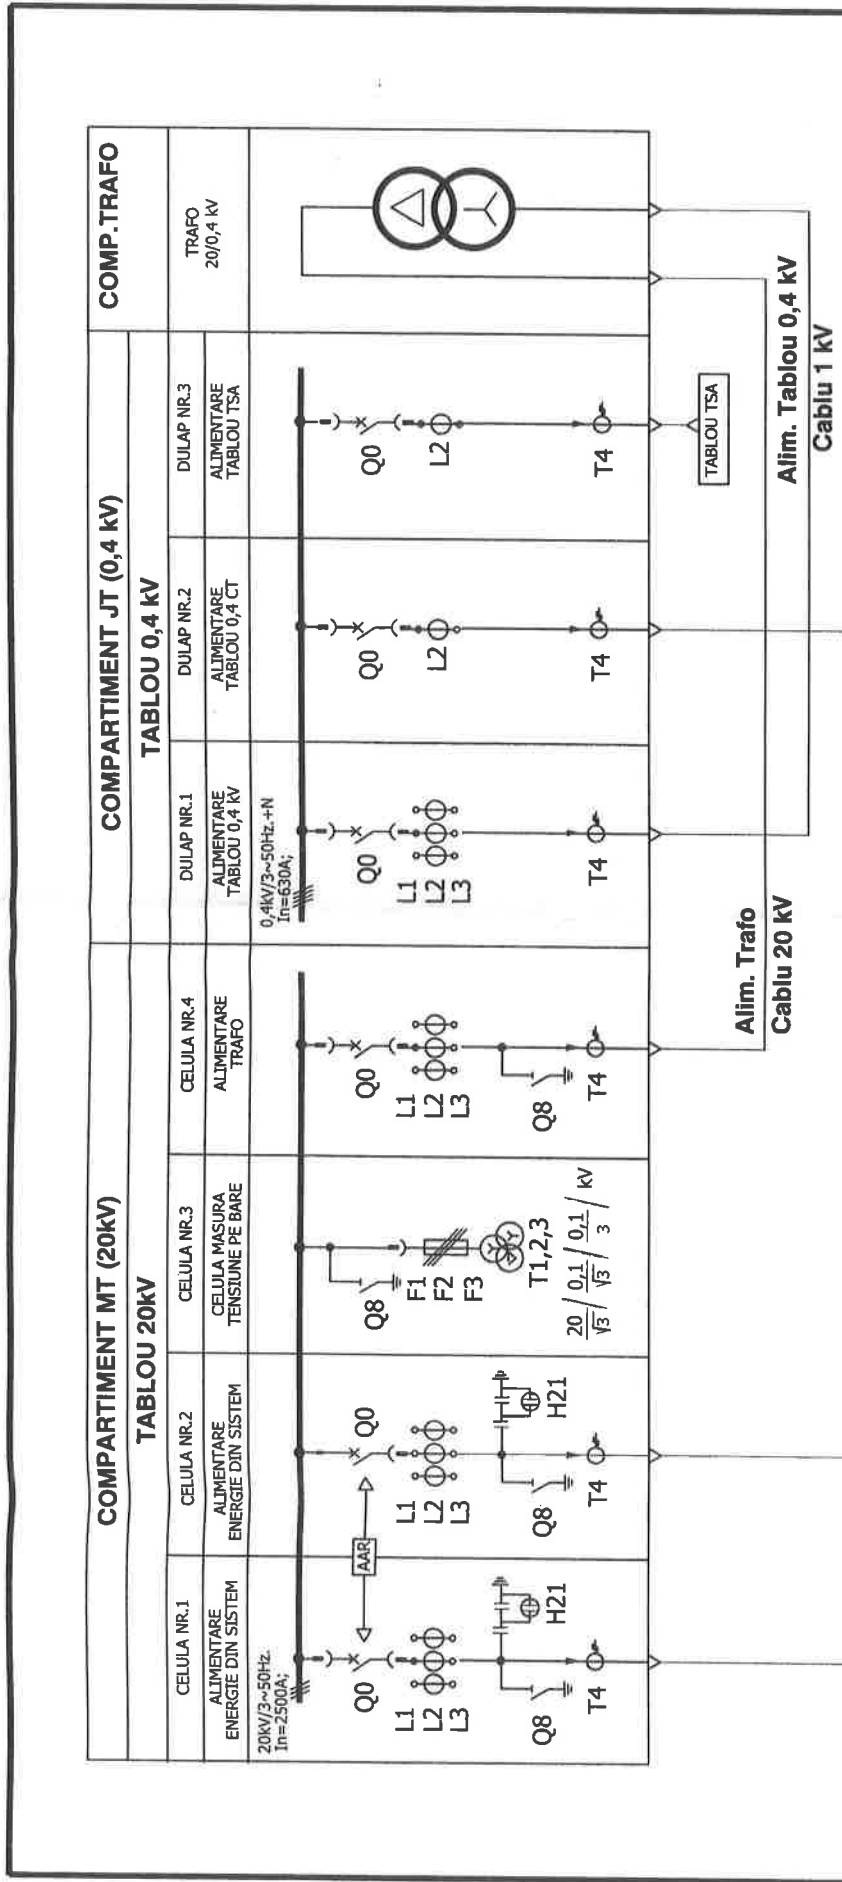 COMPARTIMENT MT (20kV)
COMPARTIMENT JT (0,4 kV)
COMP.TRAFO
TABLOU 20kV
TABLOU 0,4 kV
CELULA NR.1
CELULA NR.2
CELULA NR.3
CELULA NR.4
DULAP NR.1
DULAP NR.2
DULAP NR.3
TRAFO
20/0,4 kV
ALIMENTARE
ENERGIE DIN SISTEM
ALIMENTARE
ENERGIE DIN SISTEM
CELULA MASURA
TENSIUNE PE BARE
ALIMENTARE
TRAFO
ALIMENTARE
TABLOU 0,4 kV
ALIMENTARE
TABLOU 0,4 CT
ALIMENTARE
TABLOU TSA
20kV/3~50Hz.
In=2500A;
Q0
L1
L2
L3
Q8
H21
T4
AAR
Q0
L1
L2
L3
Q8
H21
T4
Q8
F1
F2
F3
T1,2,3
20/√3 / 0,1/√3 / 0,1/3 / kV
Q0
L1
L2
L3
Q8
T4
0,4kV/3~50Hz.+N
In=630A;
Q0
L1
L2
L3
T4
Q0
L2
T4
Q0
L2
T4
TABLOU TSA
Alim. Trafo
Cablu 20 kV
Alim. Tablou 0,4 kV
Cablu 1 kV